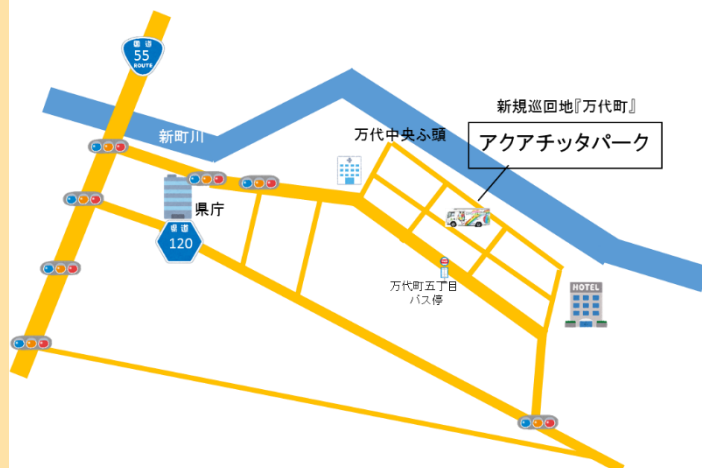 国道
55
ROUTE
新町川
新規巡回地『万代町』
アクアチッタパーク
万代中央ふ頭
県庁
県道
120
万代町五丁目
バス停
HOTEL